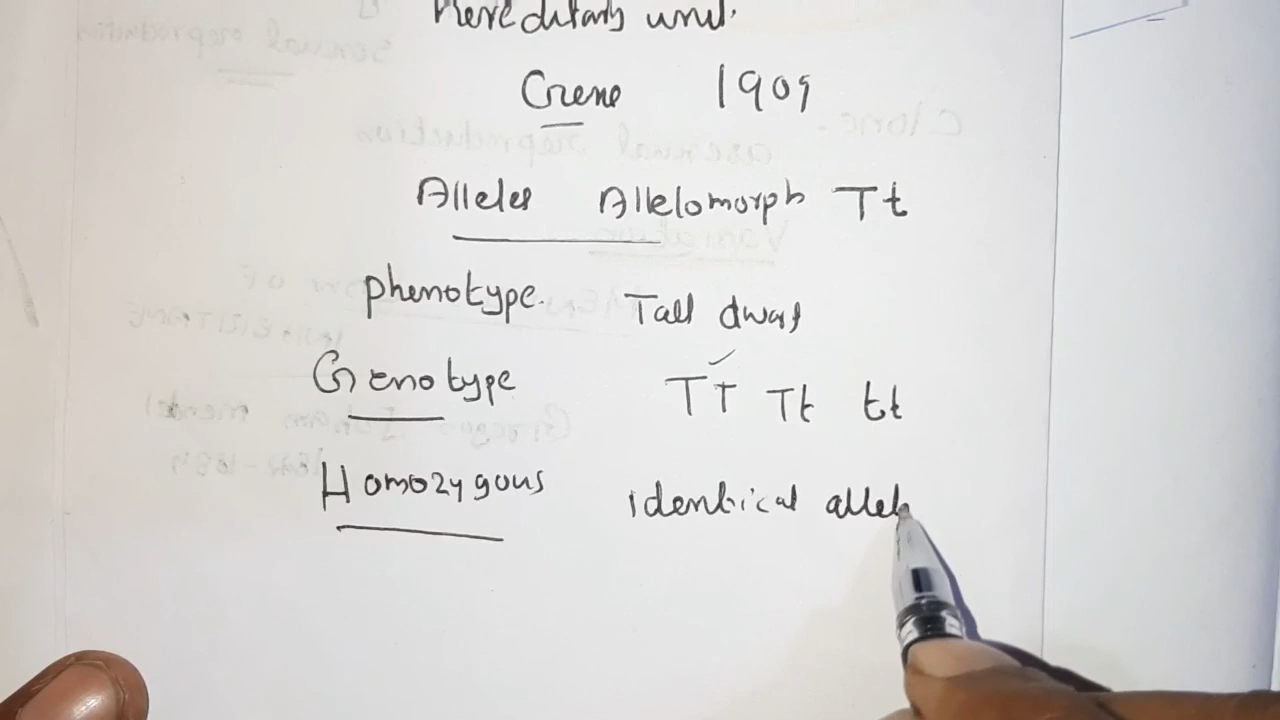 Hereditary unit.
Gene 1909
Alleles Allelomorph Tt
phenotype. Tall dwarf
Genotype TT Tt tt
Homozygous identical allele